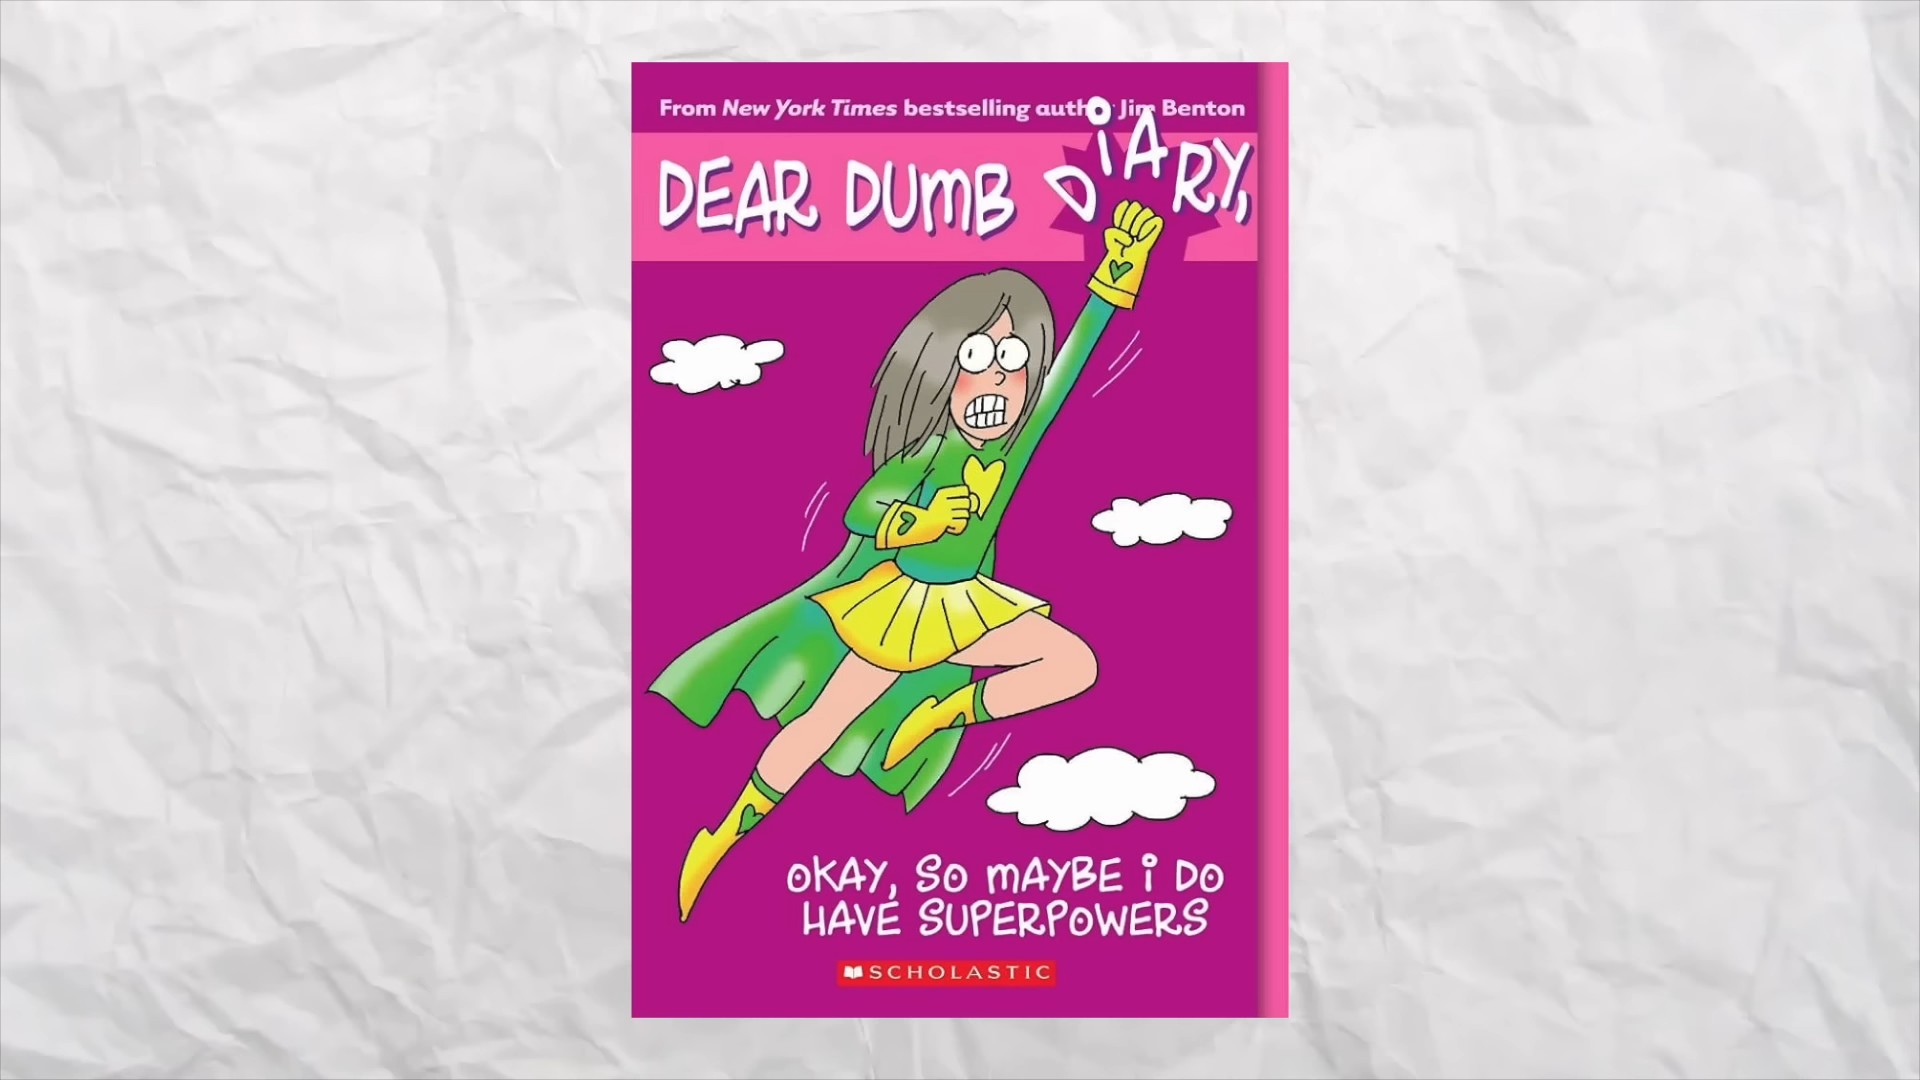 From New York Times bestselling author Jim Benton
DEAR DUMB DiARY,
OKAY, SO MAYBE i DO
HAVE SUPERPOWERS
SCHOLASTIC